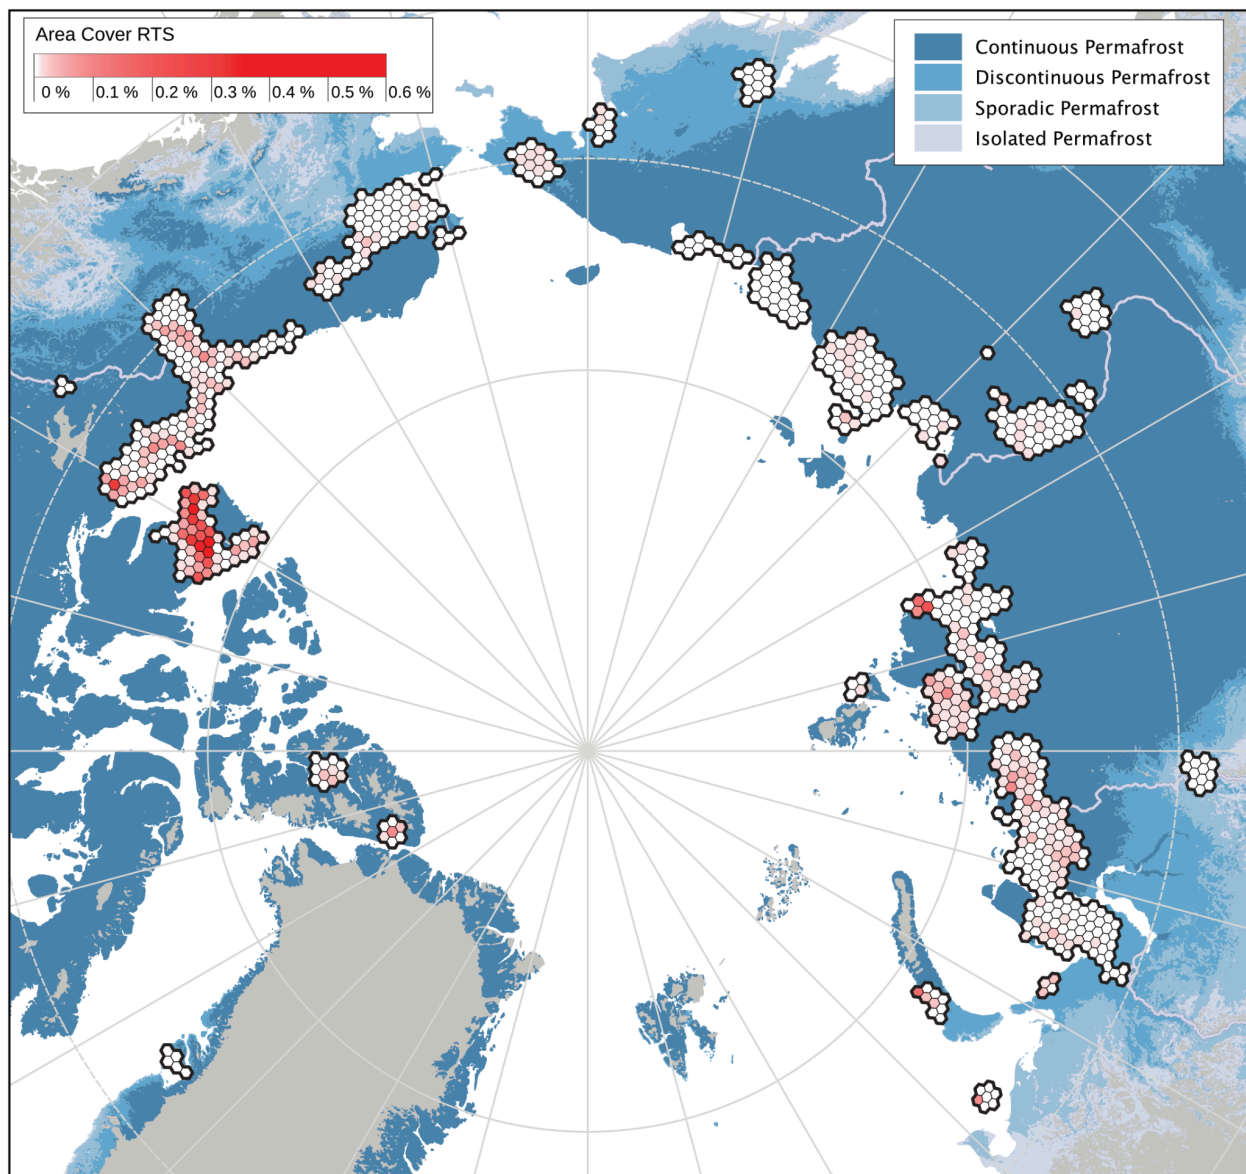 Area Cover RTS
0 % 0.1 % 0.2 % 0.3 % 0.4 % 0.5 % 0.6 %
Continuous Permafrost
Discontinuous Permafrost
Sporadic Permafrost
Isolated Permafrost